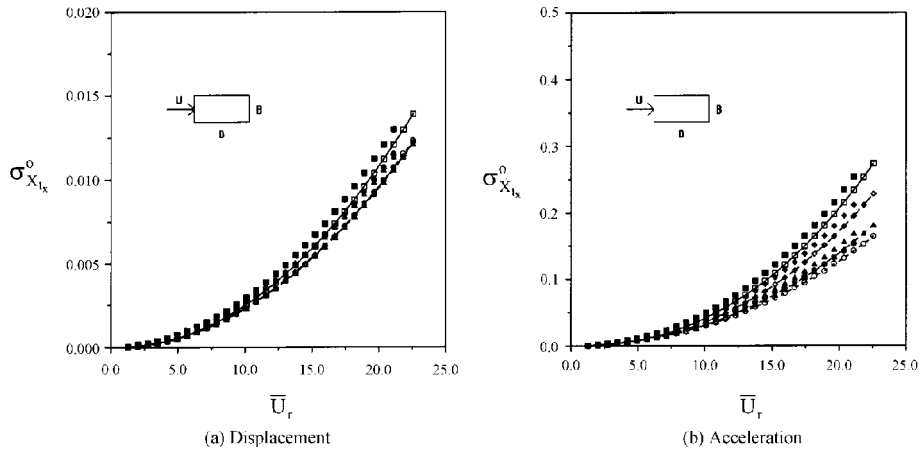 0.020
0.015
0.010
0.005
0.000
σ°X₁ₓ
U
B
D
0.0 5.0 10.0 15.0 20.0 25.0
Ūr
(a) Displacement
0.5
0.4
0.3
0.2
0.1
0.0
σ°Ẍ₁ₓ
U
B
D
0.0 5.0 10.0 15.0 20.0 25.0
Ūr
(b) Acceleration